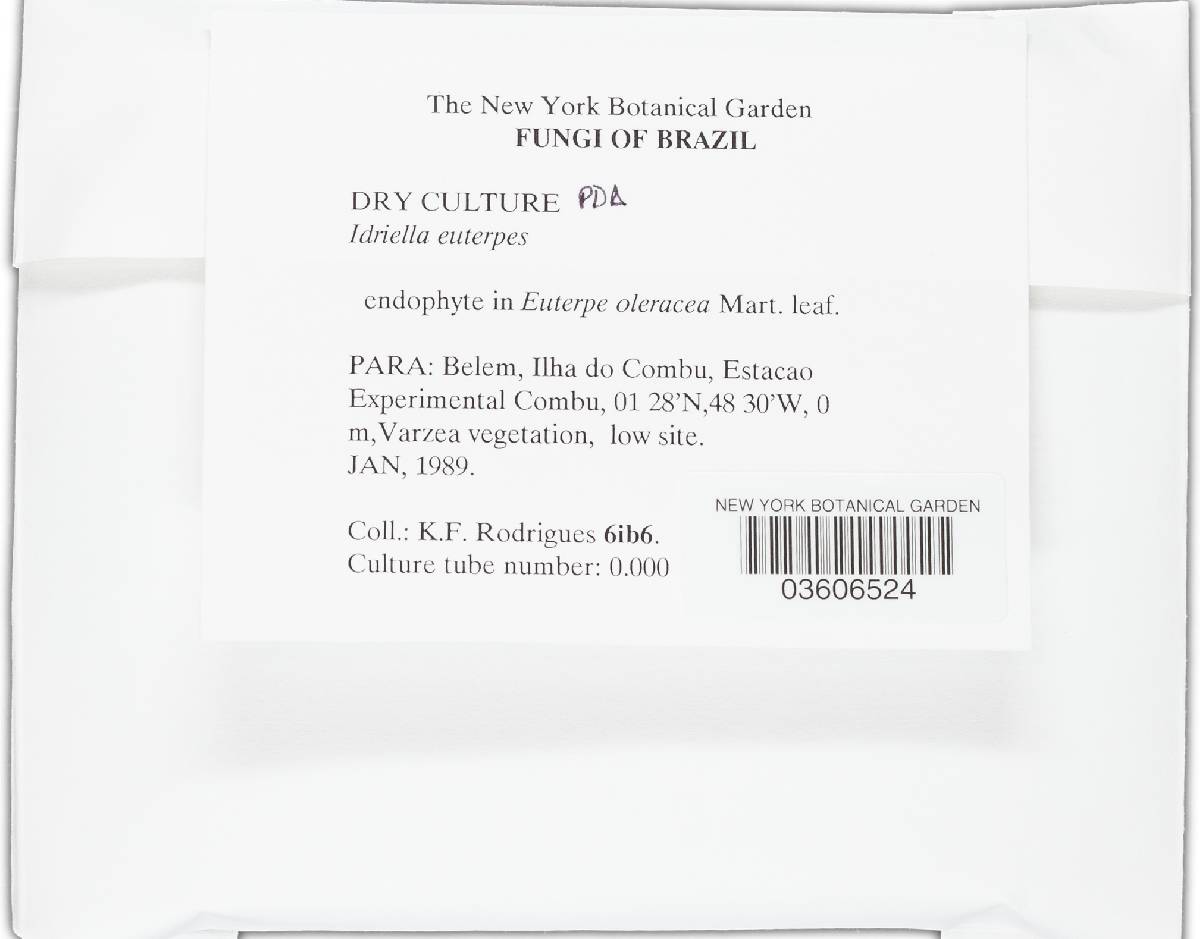 The New York Botanical Garden
FUNGI OF BRAZIL
DRY CULTURE PDA
Idriella euterpes
endophyte in Euterpe oleracea Mart. leaf.
PARA: Belem, Ilha do Combu, Estacao
Experimental Combu, 01 28'N,48 30'W, 0
m,Varzea vegetation, low site.
JAN, 1989.
Coll.: K.F. Rodrigues 6ib6.
Culture tube number: 0.000
NEW YORK BOTANICAL GARDEN
03606524